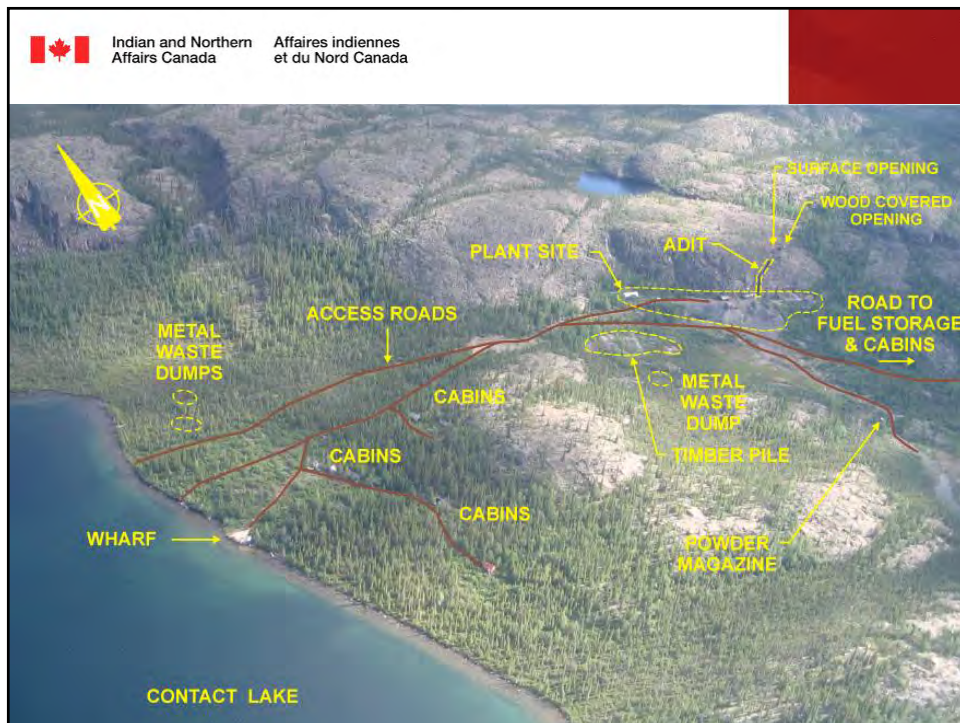 Indian and Northern
Affairs Canada
Affaires indiennes
et du Nord Canada
N
SURFACE OPENING
WOOD COVERED
OPENING
ADIT
PLANT SITE
ROAD TO
FUEL STORAGE
& CABINS
ACCESS ROADS
METAL
WASTE
DUMPS
CABINS
METAL
WASTE
DUMP
TIMBER PILE
CABINS
CABINS
WHARF
POWDER
MAGAZINE
CONTACT LAKE